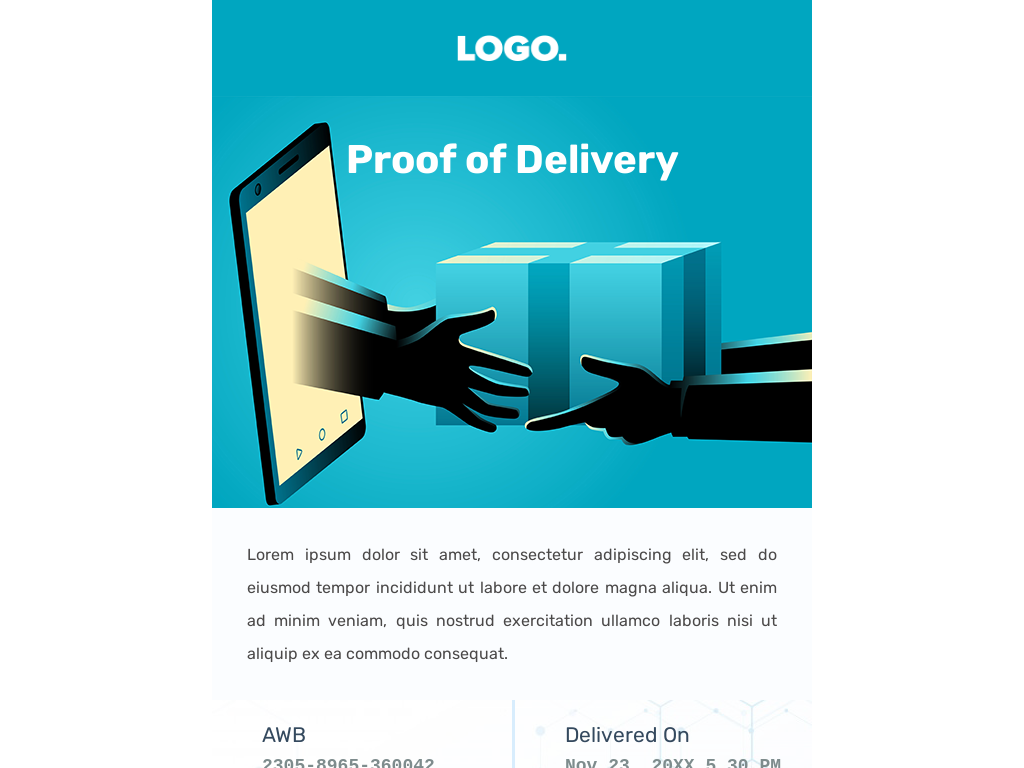 LOGO.
Proof of Delivery
Lorem ipsum dolor sit amet, consectetur adipiscing elit, sed do
eiusmod tempor incididunt ut labore et dolore magna aliqua. Ut enim
ad minim veniam, quis nostrud exercitation ullamco laboris nisi ut
aliquip ex ea commodo consequat.
AWB
Delivered On
2305-8965-360042
Nov 23, 20XX 5.30 PM